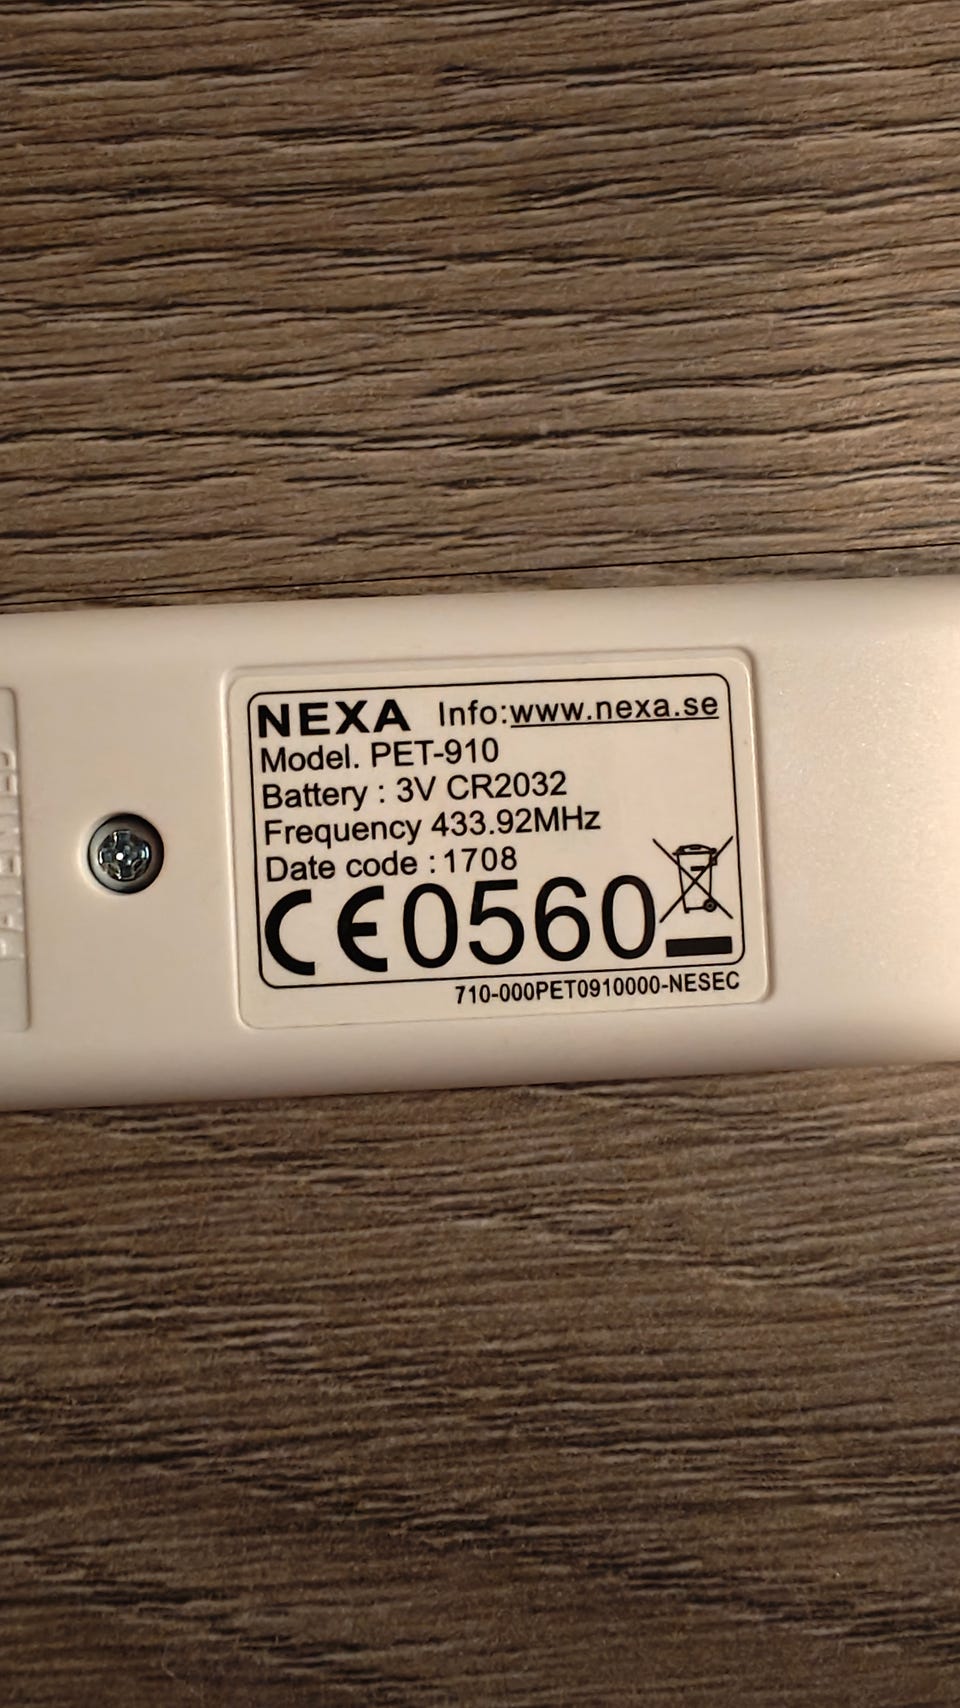 NEXA Info:www.nexa.se
Model. PET-910
Battery : 3V CR2032
Frequency 433.92MHz
Date code : 1708
CE0560
710-000PET0910000-NESEC